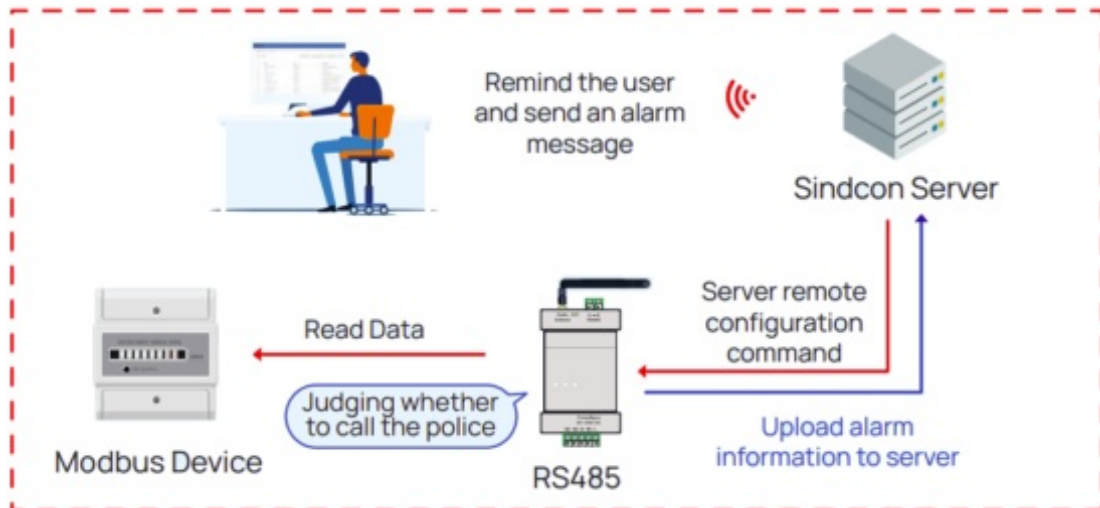 Remind the user
and send an alarm
message
Sindcon Server
Server remote
configuration
command
Read Data
Judging whether
to call the police
Upload alarm
information to server
Modbus Device
RS485